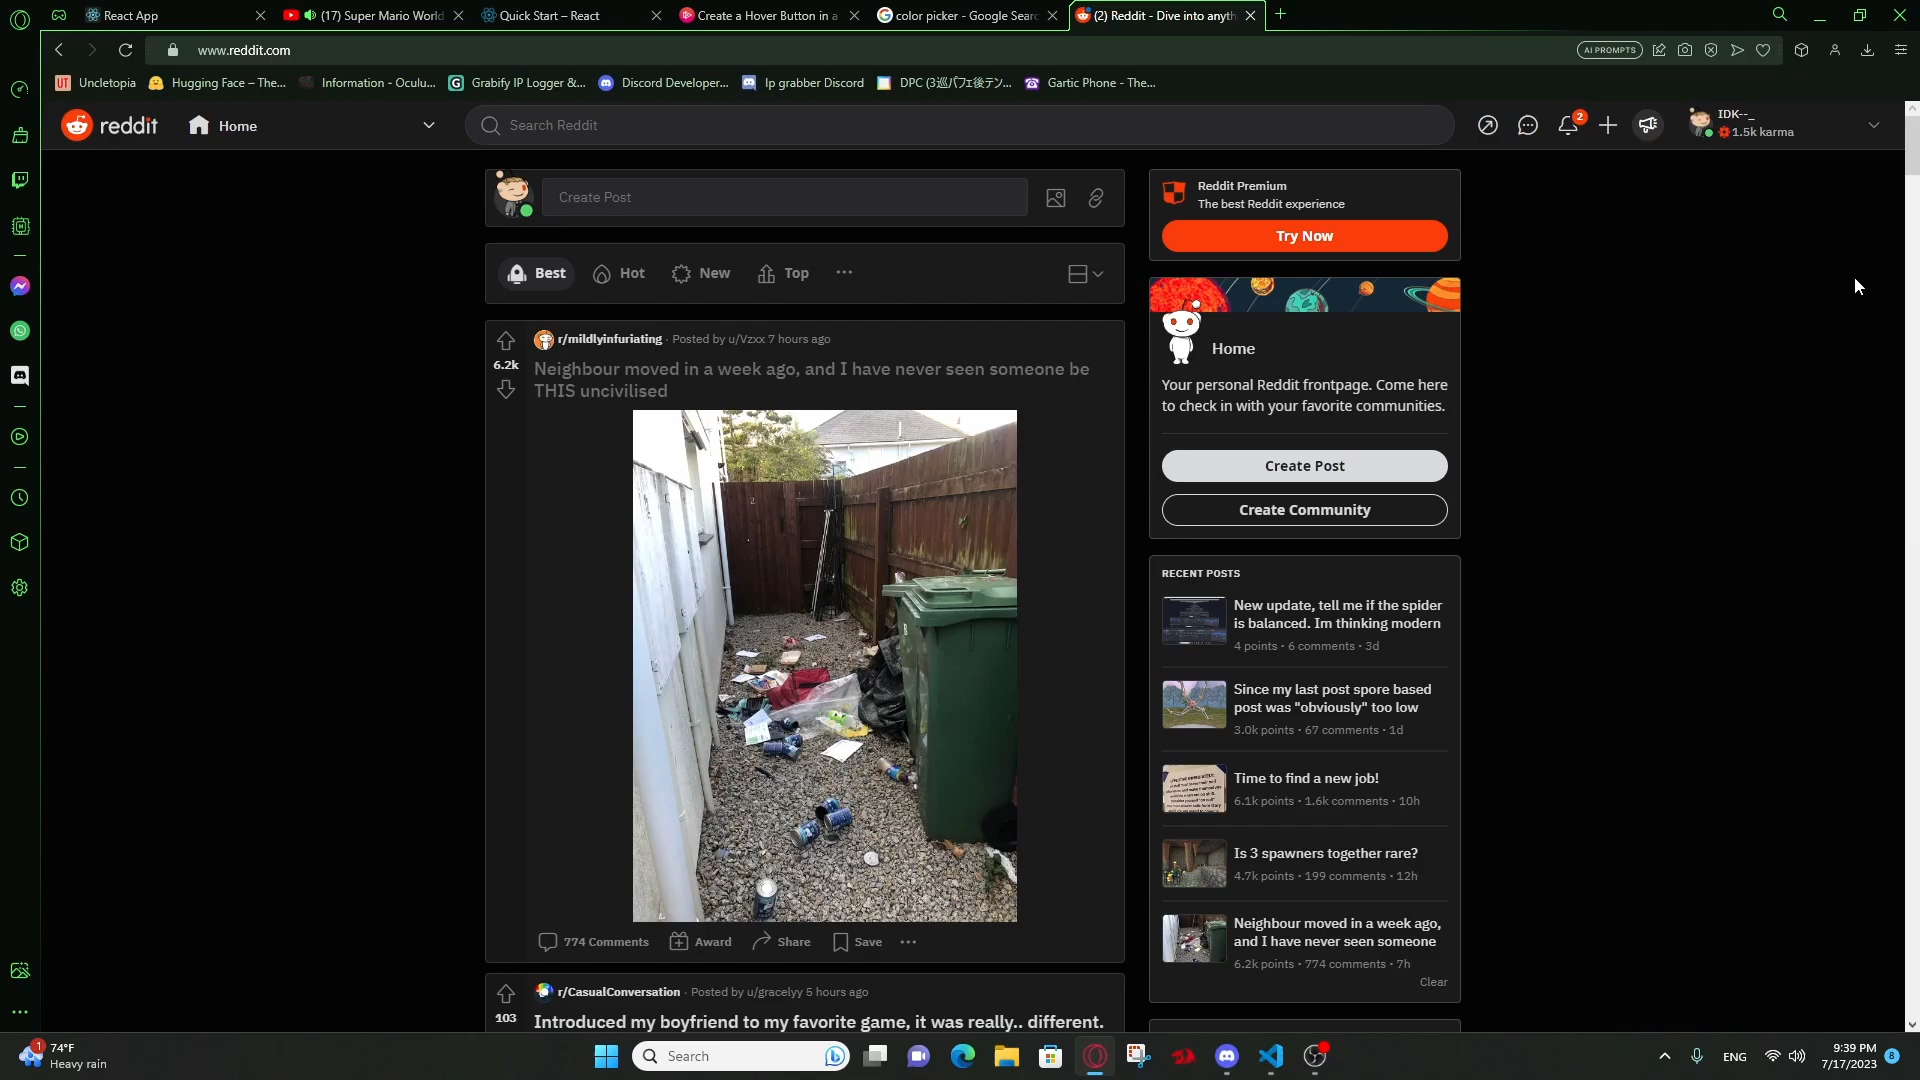 React App
(17) Super Mario World
Quick Start – React
Create a Hover Button in a
color picker - Google Searc
(2) Reddit - Dive into anyth
www.reddit.com
AI PROMPTS
UT Uncletopia
Hugging Face – The...
Information - Oculu...
Grabify IP Logger &...
Discord Developer...
Ip grabber Discord
DPC (3巡パフェ後テン...
Gartic Phone - The...
reddit
Home
Search Reddit
2
IDK--_
1.5k karma
Create Post
Reddit Premium
The best Reddit experience
Try Now
Best
Hot
New
Top
Home
Your personal Reddit frontpage. Come here
to check in with your favorite communities.
Create Post
Create Community
r/mildlyinfuriating · Posted by u/Vzxx 7 hours ago
6.2k
Neighbour moved in a week ago, and I have never seen someone be
THIS uncivilised
774 Comments
Award
Share
Save
RECENT POSTS
New update, tell me if the spider
is balanced. Im thinking modern
4 points · 6 comments · 3d
Since my last post spore based
post was "obviously" too low
3.0k points · 67 comments · 1d
Time to find a new job!
6.1k points · 1.6k comments · 10h
Is 3 spawners together rare?
4.7k points · 199 comments · 12h
Neighbour moved in a week ago,
and I have never seen someone
6.2k points · 774 comments · 7h
Clear
r/CasualConversation · Posted by u/gracelyy 5 hours ago
103
Introduced my boyfriend to my favorite game, it was really.. different.
1
74°F
Heavy rain
Search
ENG
9:39 PM
7/17/2023
8